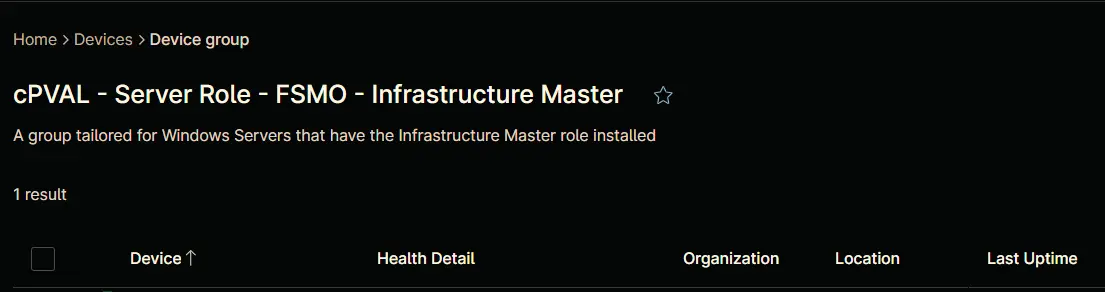 Home > Devices > Device group
cPVAL - Server Role - FSMO - Infrastructure Master
A group tailored for Windows Servers that have the Infrastructure Master role installed
1 result
Device↑ Health Detail Organization Location Last Uptime